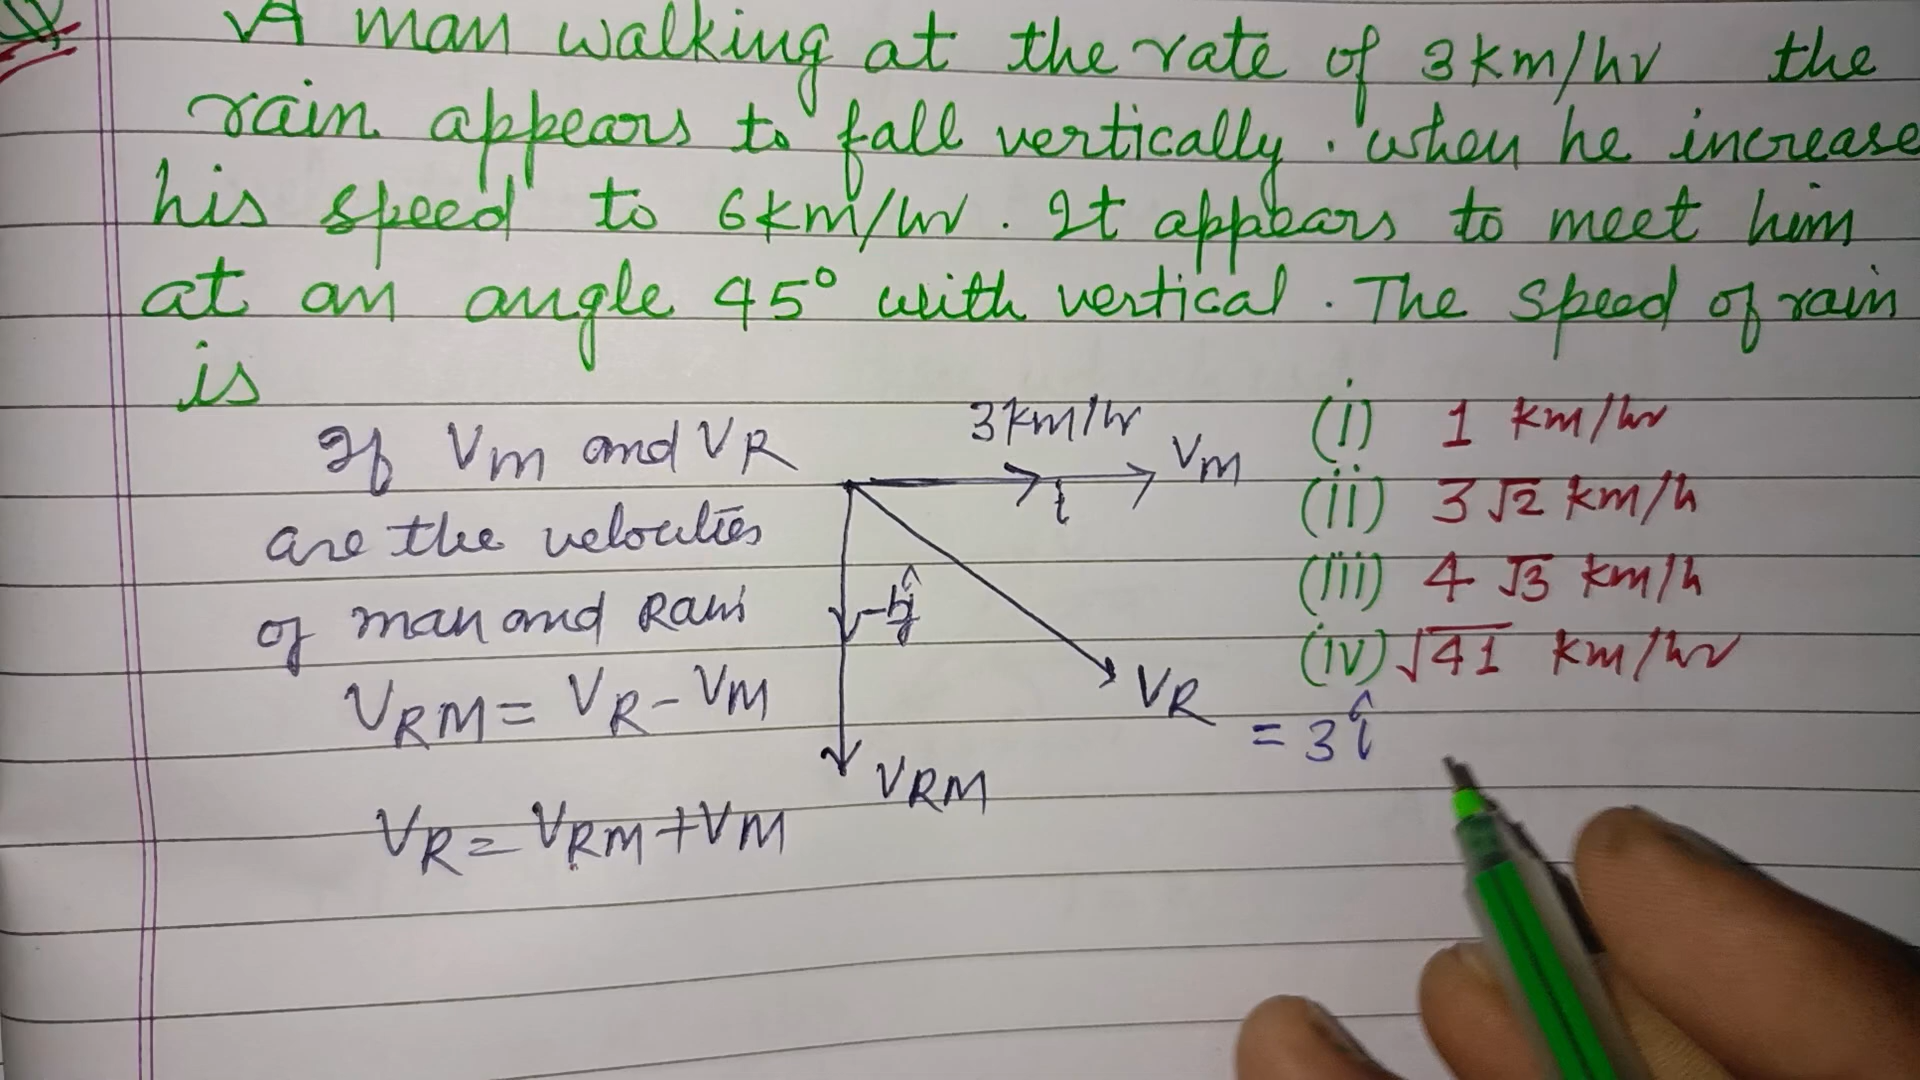 A man walking at the rate of 3km/hr the
rain appears to fall vertically. when he increase
his speed to 6km/hr. It appears to meet him
at an angle 45° with vertical. The speed of rain
is
(i) 1 km/hr
(ii) 3√2 km/h
(iii) 4 √3 km/h
(iv) √41 km/hr
If VM and VR
are the velocities
of man and Rain
VRM = VR - VM
VR = VRM + VM
3km/hr
VM
î
-bĵ
VR
= 3 î
VRM